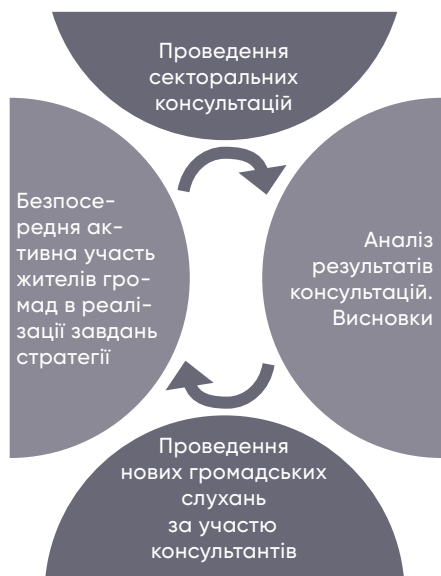 Проведення
секторальних
консультацій
Безпосе-
редня ак-
тивна участь
жителів гро-
мад в реалі-
зації завдань
стратегії
Аналіз
результатів
консультацій.
Висновки
Проведення
нових громадських
слухань
за участю
консультантів